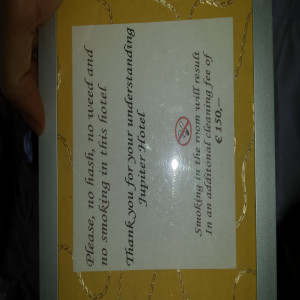 Please, no hash, no weed and
no smoking in this hotel
Thank you for your understanding
Jupiter Hotel
Smoking in the room will result
In an additonal cleaning fee of
€ 150,—